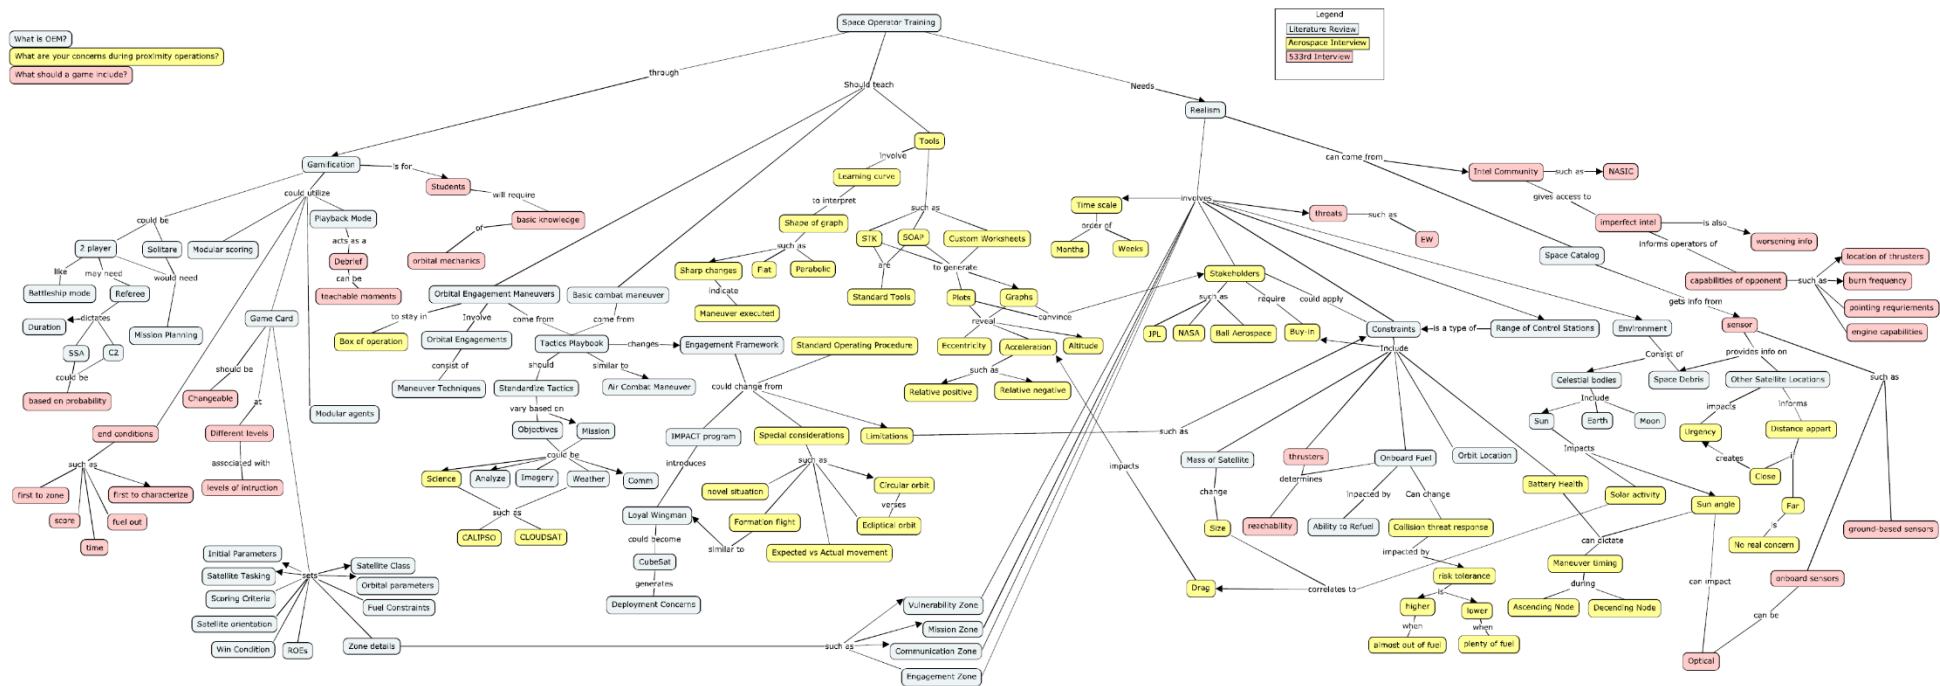 Space Operator Training
Legend
Literature Review
Aerospace Interview
533rd Interview
What is OEM?
What are your concerns during proximity operations?
What should a game include?
through
Should teach
Needs
Realism
Tools
involve
Learning curve
can come from
Gamification
is for
Students
will require
basic knowledge
of
orbital mechanics
could utilize
Intel Community
such as
NASIC
gives access to
imperfect intel
is also
worsening info
informs operators of
capabilities of opponent
such as
location of thrusters
burn frequency
pointing requriements
engine capabilities
could be
2 player
Solitare
Modular scoring
Playback Mode
acts as a
Debrief
can be
teachable moments
like
may need
would need
Battleship mode
Referee
Mission Planning
Duration
dictates
SSA
C2
could be
based on probability
Game Card
should be
Changeable
at
Different levels
associated with
levels of intruction
Modular agents
end conditions
such as
first to zone
first to characterize
score
fuel out
time
sets
Initial Parameters
Satellite Tasking
Scoring Criteria
Satellite orientation
Win Condition
ROEs
Satellite Class
Orbital parameters
Fuel Constraints
Zone details
such as
Vulnerability Zone
Mission Zone
Communication Zone
Engagement Zone
to interpret
Shape of graph
such as
Sharp changes
Flat
Parabolic
indicate
Maneuver executed
such as
STK
SOAP
Custom Worksheets
are
to generate
Standard Tools
Plots
Graphs
convince
reveal
Eccentricity
Acceleration
Altitude
such as
Relative positive
Relative negative
Orbital Engagement Maneuvers
Basic combat maneuver
to stay in
Involve
come from
come from
Box of operation
Orbital Engagements
consist of
Maneuver Techniques
Tactics Playbook
changes
Engagement Framework
should
similar to
Standardize Tactics
Air Combat Maneuver
vary based on
Objectives
Mission
could be
Science
Analyze
Imagery
Weather
Comm
such as
CALIPSO
CLOUDSAT
Standard Operating Procedure
could change from
IMPACT program
Special considerations
Limitations
such as
introduces
Loyal Wingman
could become
CubeSat
generates
Deployment Concerns
similar to
such as
novel situation
Formation flight
Expected vs Actual movement
Circular orbit
verses
Ecliptical orbit
involves
Time scale
order of
Months
Weeks
threats
such as
EW
Stakeholders
such as
require
could apply
JPL
NASA
Ball Aerospace
Buy-in
Constraints
is a type of
Range of Control Stations
Include
Mass of Satellite
change
Size
thrusters
determines
reachability
Onboard Fuel
inpacted by
Ability to Refuel
Can change
Collision threat response
impacted by
risk tolerance
is
higher
lower
when
when
almost out of fuel
plenty of fuel
Orbit Location
Battery Health
impacts
Drag
correlates to
Space Catalog
gets info from
sensor
Environment
Consist of
provides info on
Celestial bodies
Space Debris
Other Satellite Locations
Include
Sun
Earth
Moon
Impacts
Solar activity
Sun angle
can dictate
Maneuver timing
during
Ascending Node
Decending Node
impacts
informs
Urgency
Distance appart
creates
Close
Far
is
No real concern
such as
ground-based sensors
onboard sensors
can be
can impact
Optical